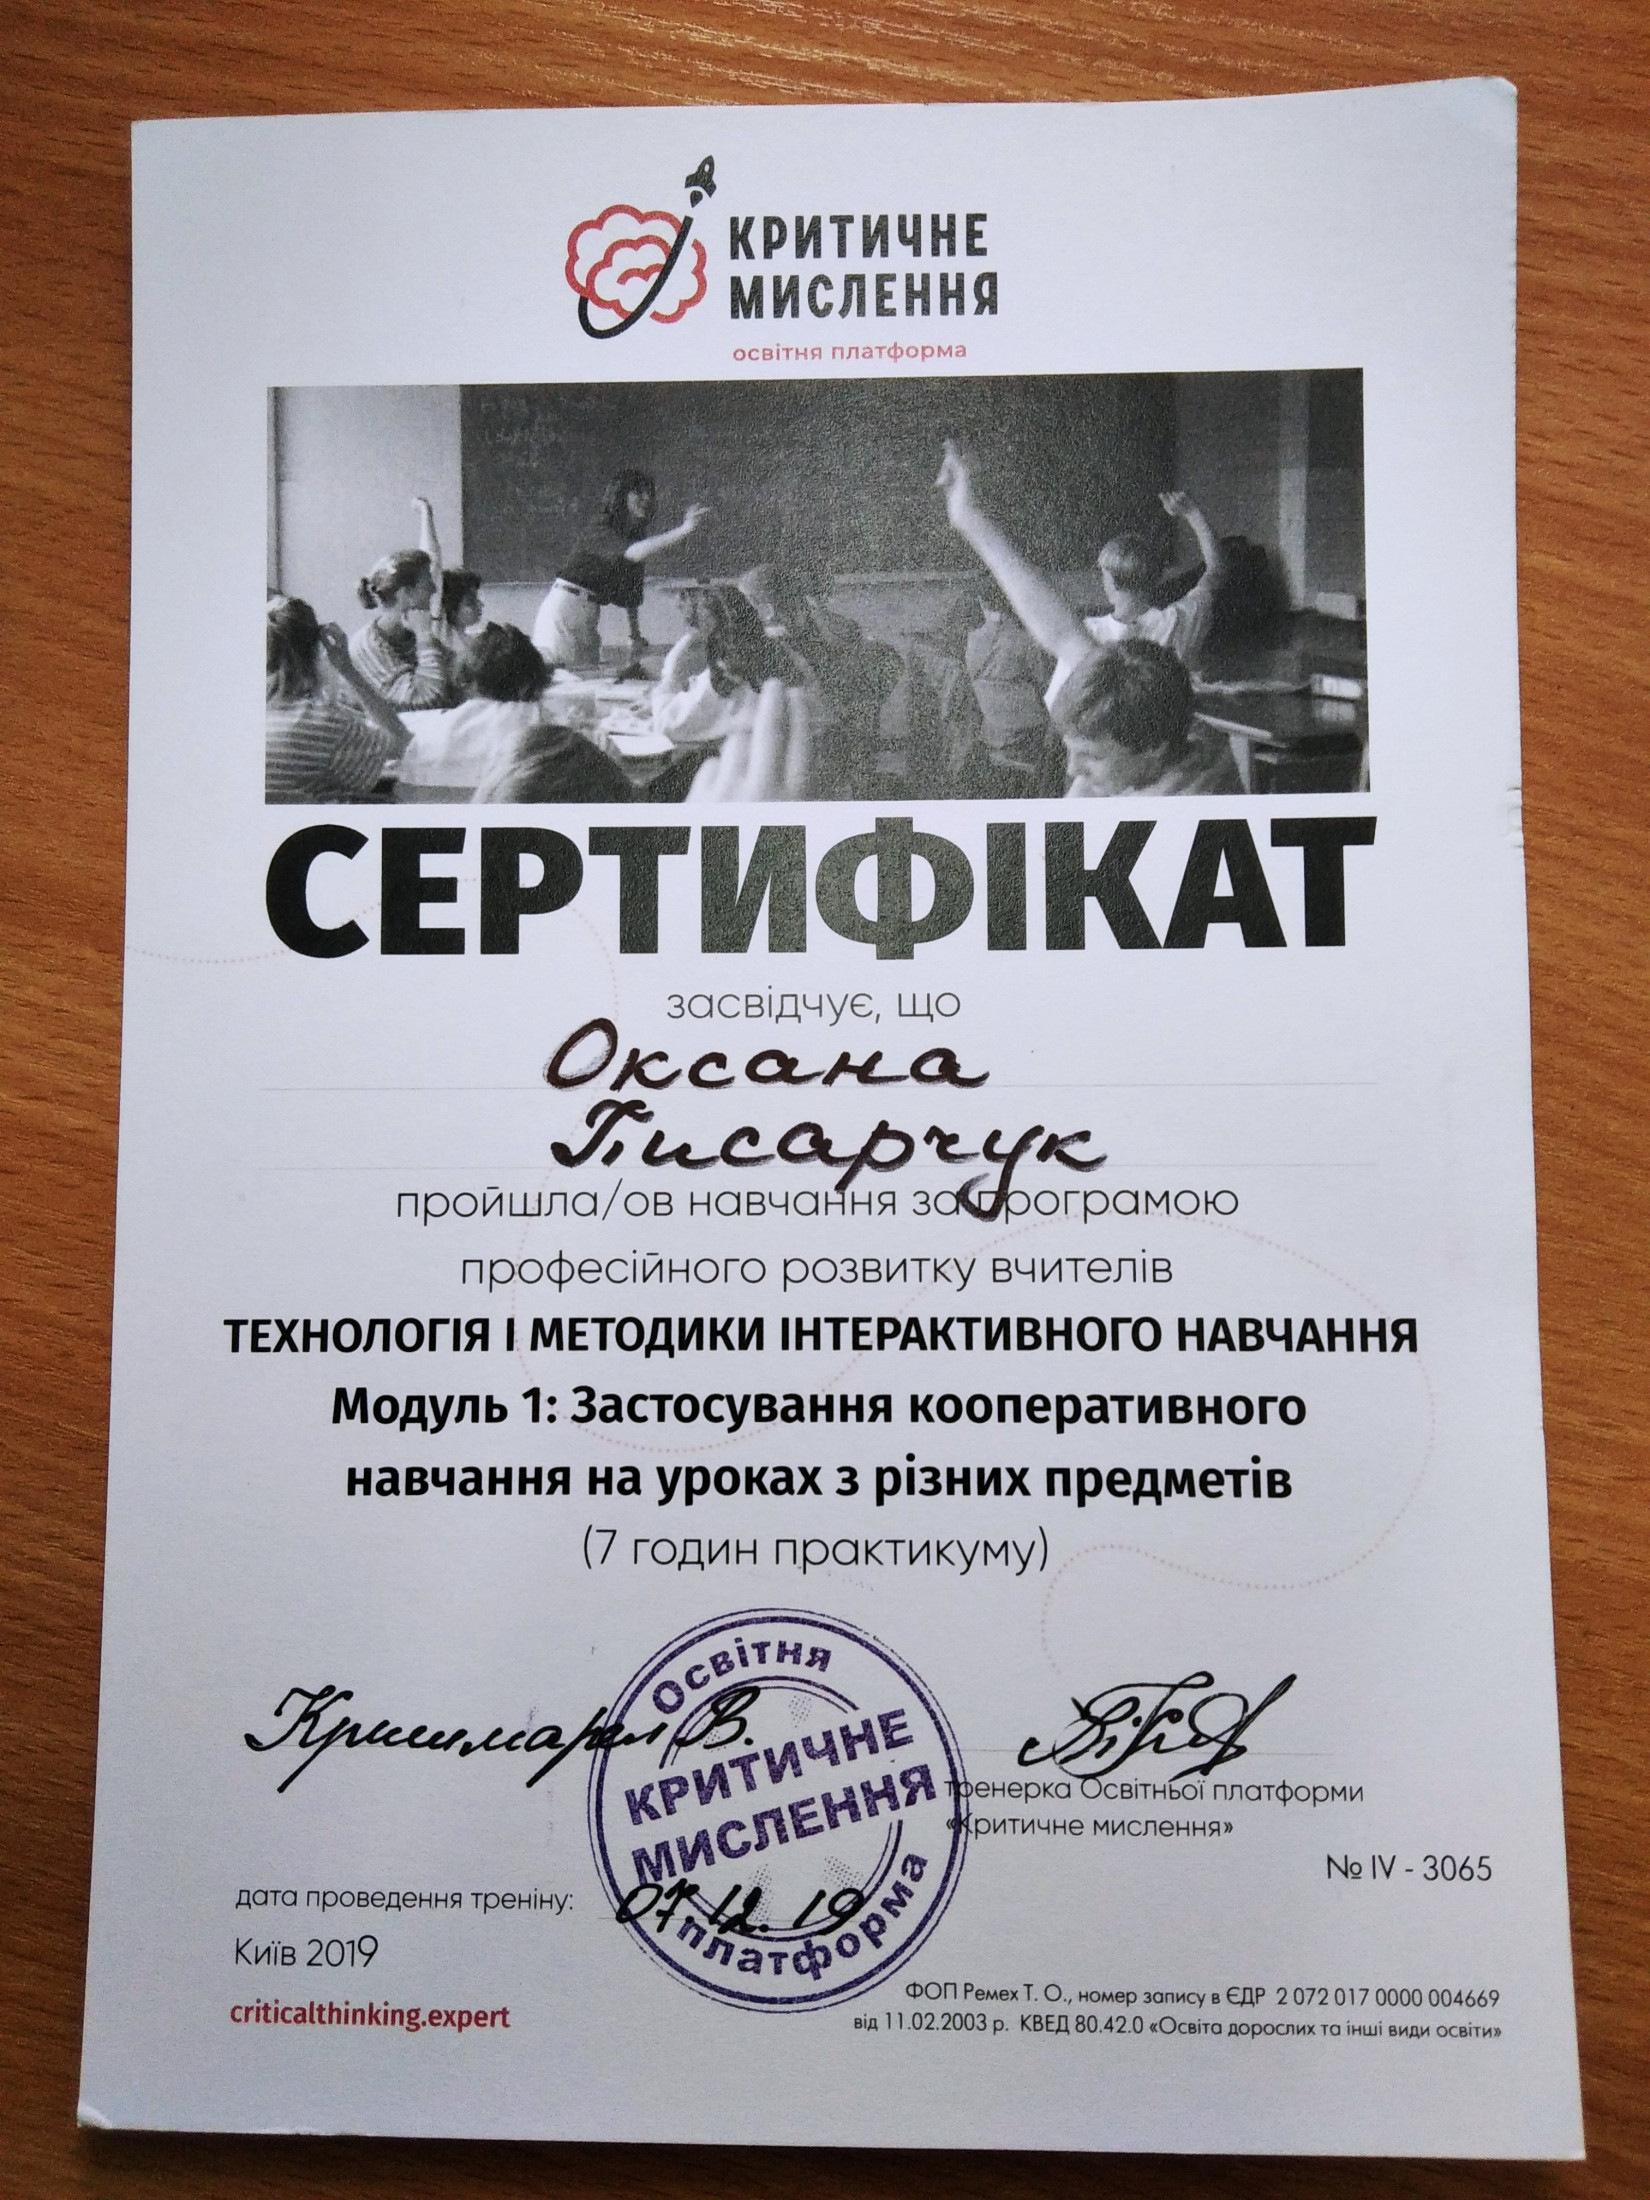 КРИТИЧНЕ
МИСЛЕННЯ
освітня платформа
СЕРТИФІКАТ
засвідчує, що
Оксана
Писарчук
пройшла/ов навчання за програмою
професійного розвитку вчителів
ТЕХНОЛОГІЯ І МЕТОДИКИ ІНТЕРАКТИВНОГО НАВЧАННЯ
Модуль 1: Застосування кооперативного
навчання на уроках з різних предметів
(7 годин практикуму)
Освітня
КРИТИЧНЕ
МИСЛЕННЯ
платформа
В.
тренерка Освітньої платформи
«Критичне мислення»
№ IV - 3065
дата проведення треніну: 07.12.19
Київ 2019
criticalthinking.expert
ФОП Ремех Т. О., номер запису в ЄДР 2 072 017 0000 004669
від 11.02.2003 р. КВЕД 80.42.0 «Освіта дорослих та інші види освіти»